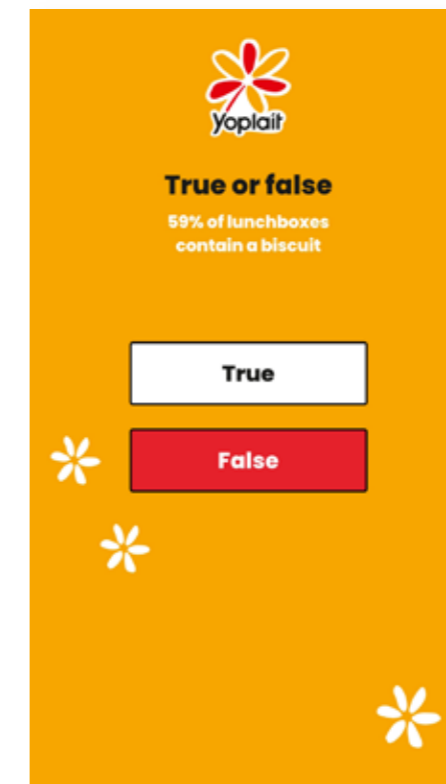 Yoplait
True or false
59% of lunchboxes
contain a biscuit
True
False